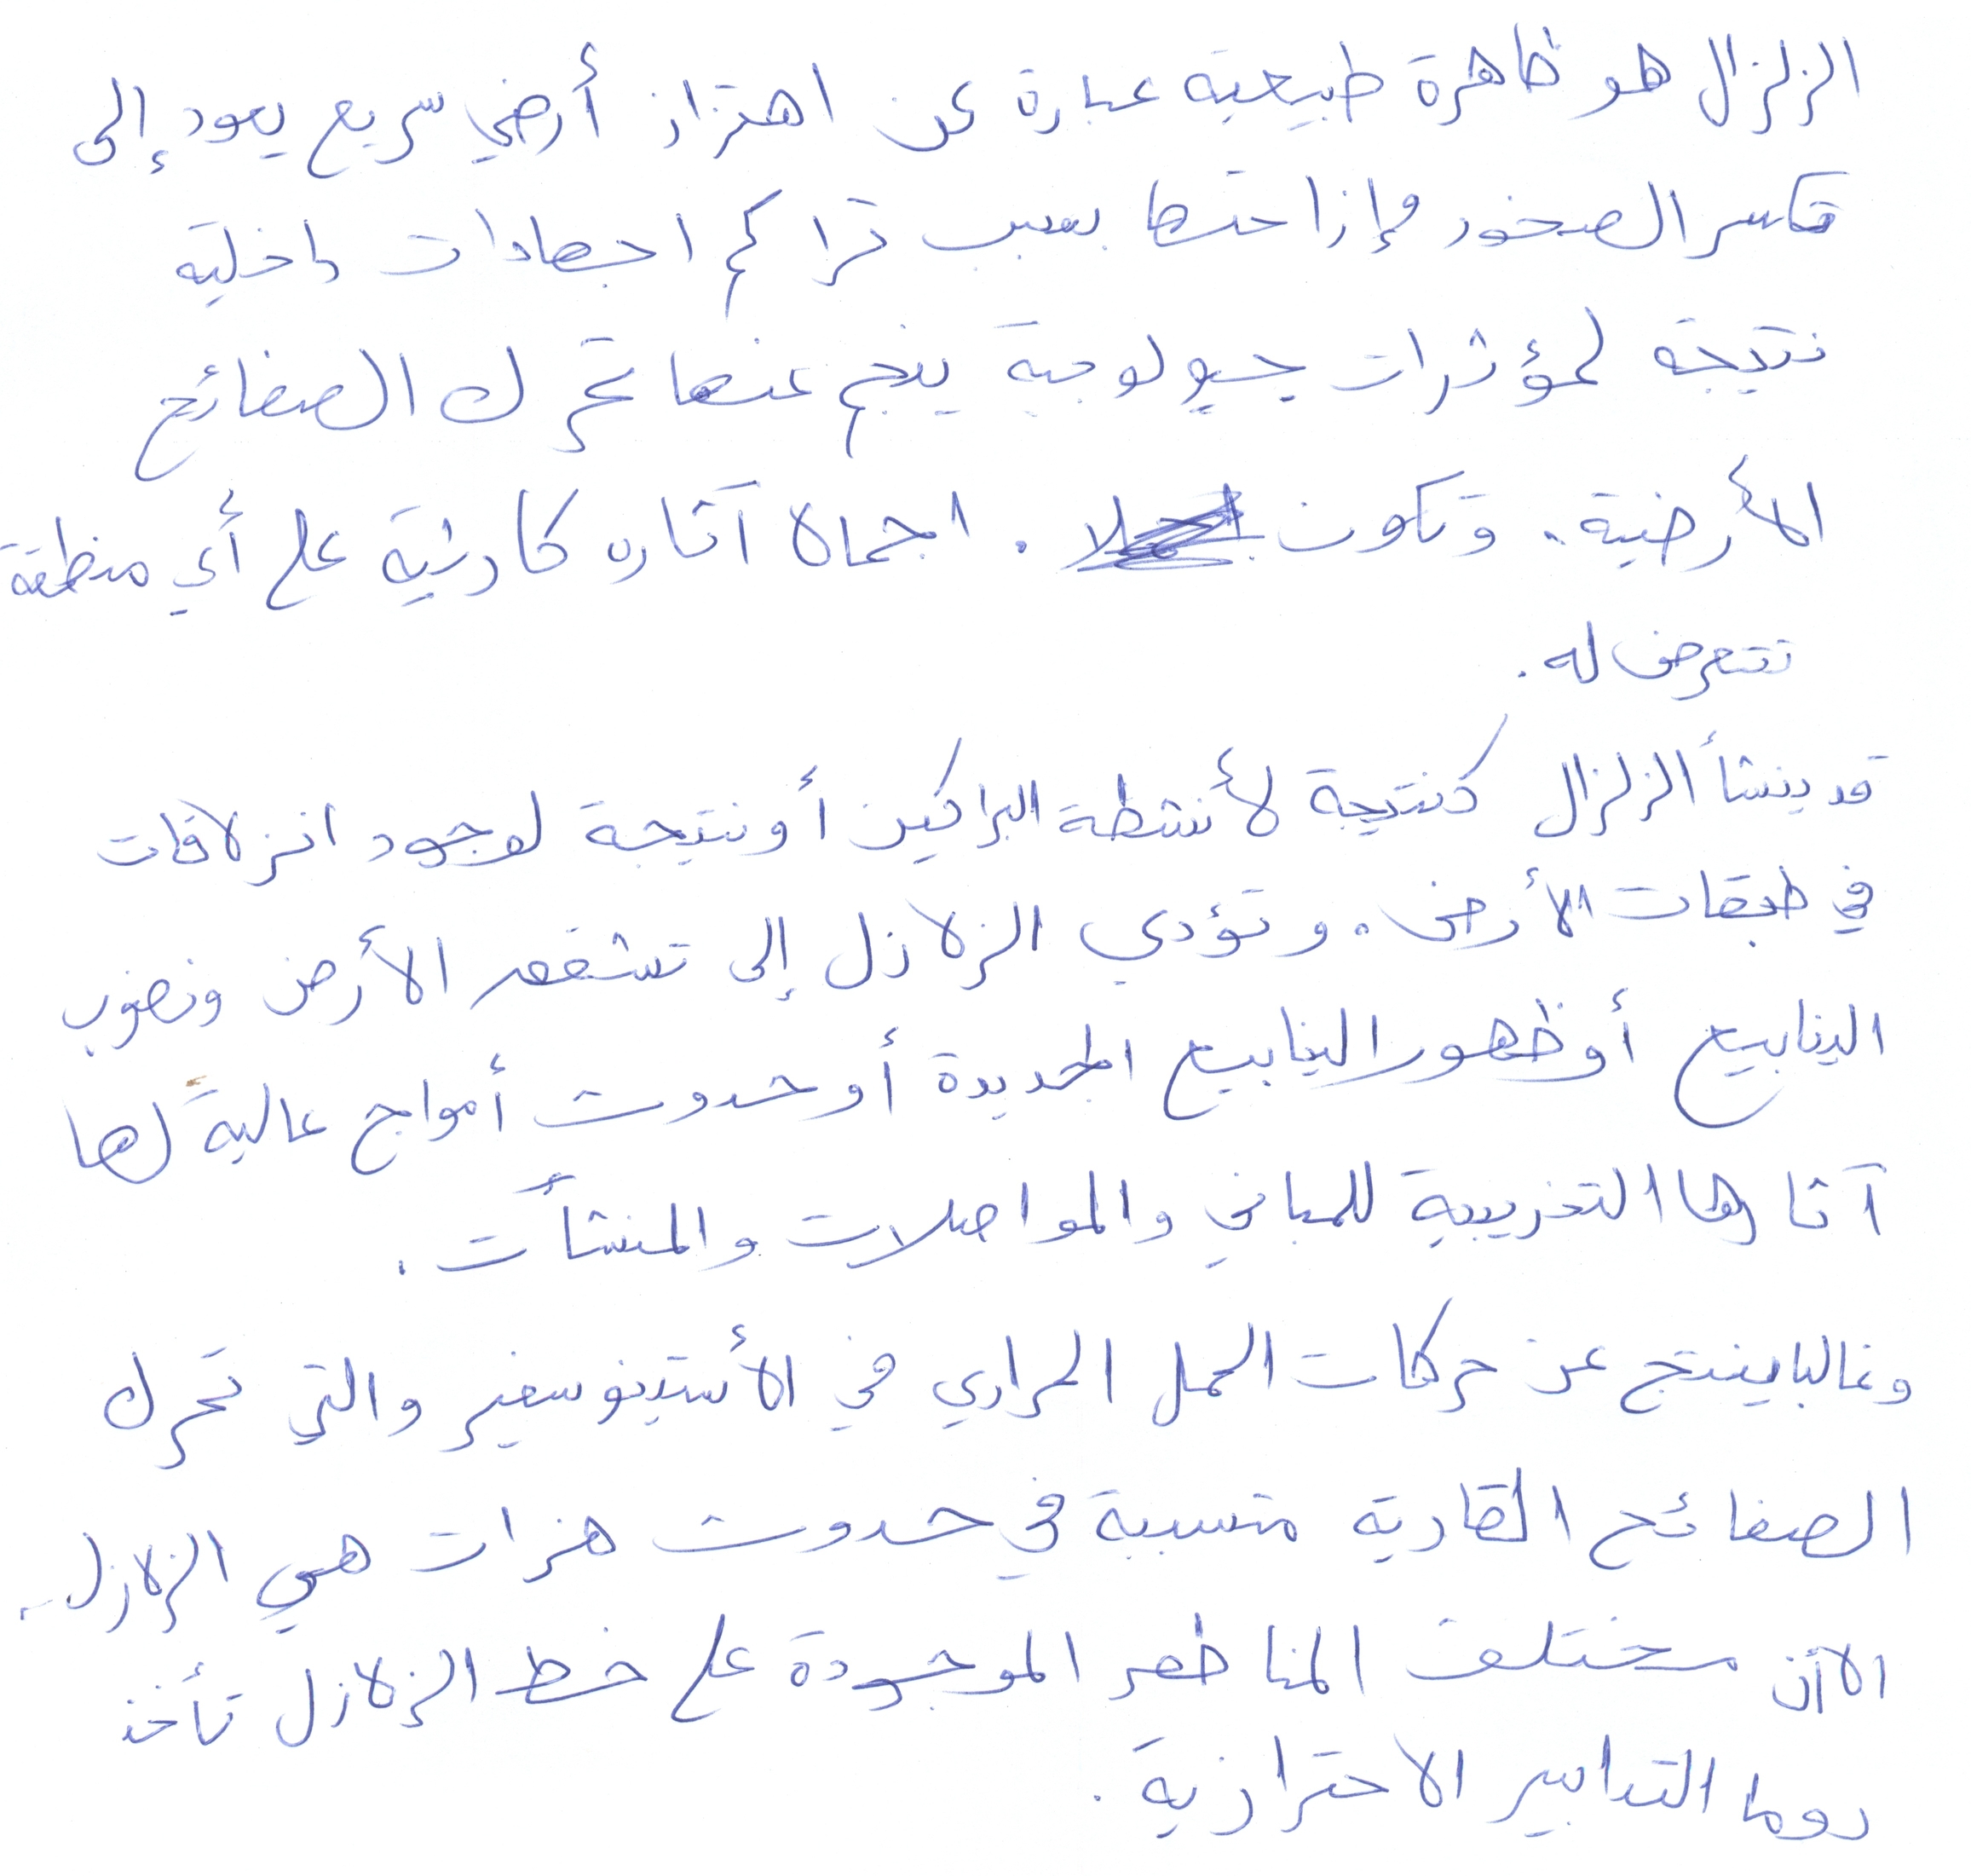 الزلزال هو ظاهرة طبيعية عبارة عن اهتزاز أرضي سريع يعود إلى
تكسر الصخور وإزاحتها بسبب تراكم اجهادات داخلية
نتيجة لمؤثرات جيولوجية ينجم عنها تحرك الصفائح
الأرضية. وتكون اجمالا آثاره كارثية على أي منطقة
تتعرض له.
قد ينشأ الزلزال كنتيجة لأنشطة البراكين أو نتيجة لوجود انزلاقات
في طبقات الأرض. وتؤدي الزلازل إلى تشقق الأرض ونضوب
الينابيع أو ظهور الينابيع الجديدة أو حدوث أمواج عالية لها
آثارها التخريبية للمباني والمواصلات والمنشآت.
وغالبا ينتج عن حركات الحمل الحراري في الأستينوسفير والتي تحرك
الصفائح القارية متسببة في حدوث هزات هي الزلازل.
الآن مختلف المناطق الموجودة على خط الزلازل تأخذ
دوما التدابير الاحترازية.